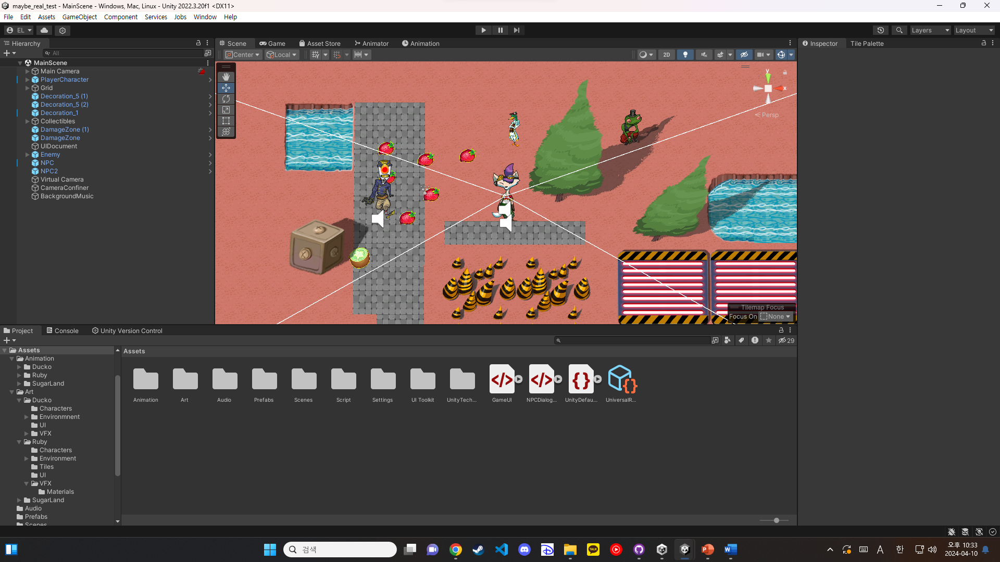 maybe_real_test - MainScene - Windows, Mac, Linux - Unity 2022.3.20f1 <DX11>
File Edit Assets GameObject Component Services Jobs Window Help
EL
Layers
Layout
Hierarchy
All
MainScene
Main Camera
PlayerCharacter
Grid
Decoration_5 (1)
Decoration_5 (2)
Decoration_1
Collectibles
DamageZone (1)
DamageZone
UIDocument
Enemy
NPC
NPC2
Virtual Camera
CameraConfiner
BackgroundMusic
Scene Game Asset Store Animator Animation
Center Local
2D
y
x
Persp
Tilemap Focus
Focus On None
Inspector Tile Palette
Project Console Unity Version Control
29
Assets
Animation
Ducko
Ruby
SugarLand
Art
Ducko
Characters
Environmnent
UI
VFX
Ruby
Characters
Environment
Tiles
UI
VFX
Materials
SugarLand
Audio
Prefabs
Scenes
Assets
Animation Art Audio Prefabs Scenes Script Settings UI Toolkit UnityTech... GameUI NPCDialog... UnityDefau... UniversalR...
검색
TALK
A
한
오후 10:33
2024-04-10